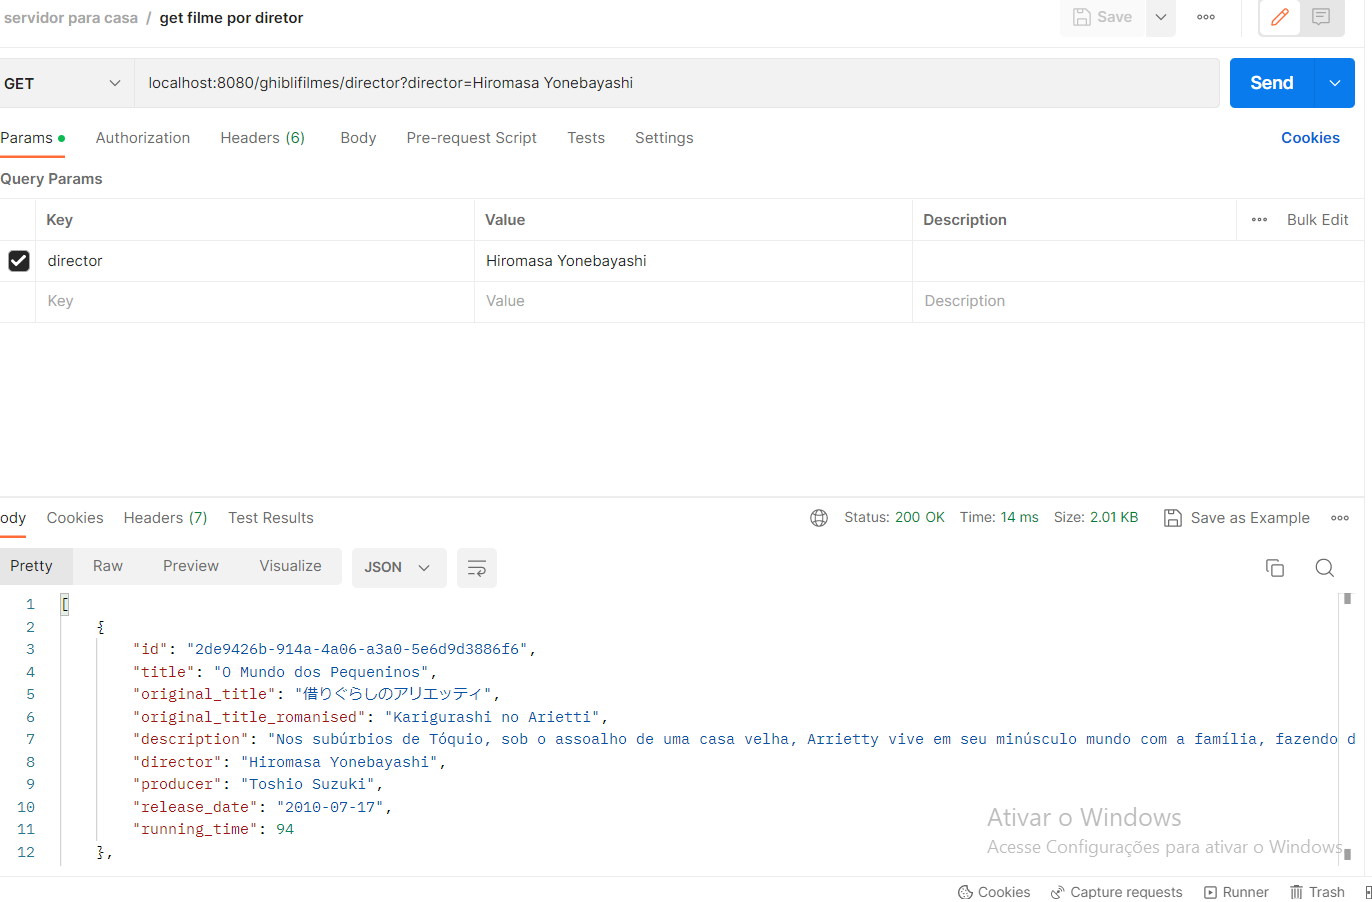 servidor para casa / get filme por diretor Save
GET localhost:8080/ghiblifilmes/director?director=Hiromasa Yonebayashi Send
Params Authorization Headers (6) Body Pre-request Script Tests Settings Cookies
Query Params
Key Value Description Bulk Edit
director Hiromasa Yonebayashi
Key Value Description
ody Cookies Headers (7) Test Results Status: 200 OK Time: 14 ms Size: 2.01 KB Save as Example
Pretty Raw Preview Visualize JSON
1 [
2 {
3 "id": "2de9426b-914a-4a06-a3a0-5e6d9d3886f6",
4 "title": "O Mundo dos Pequeninos",
5 "original_title": "借りぐらしのアリエッティ",
6 "original_title_romanised": "Karigurashi no Arietti",
7 "description": "Nos subúrbios de Tóquio, sob o assoalho de uma casa velha, Arrietty vive em seu minúsculo mundo com a família, fazendo d
8 "director": "Hiromasa Yonebayashi",
9 "producer": "Toshio Suzuki",
10 "release_date": "2010-07-17",
11 "running_time": 94
12 },
Ativar o Windows
Acesse Configurações para ativar o Windows
Cookies Capture requests Runner Trash